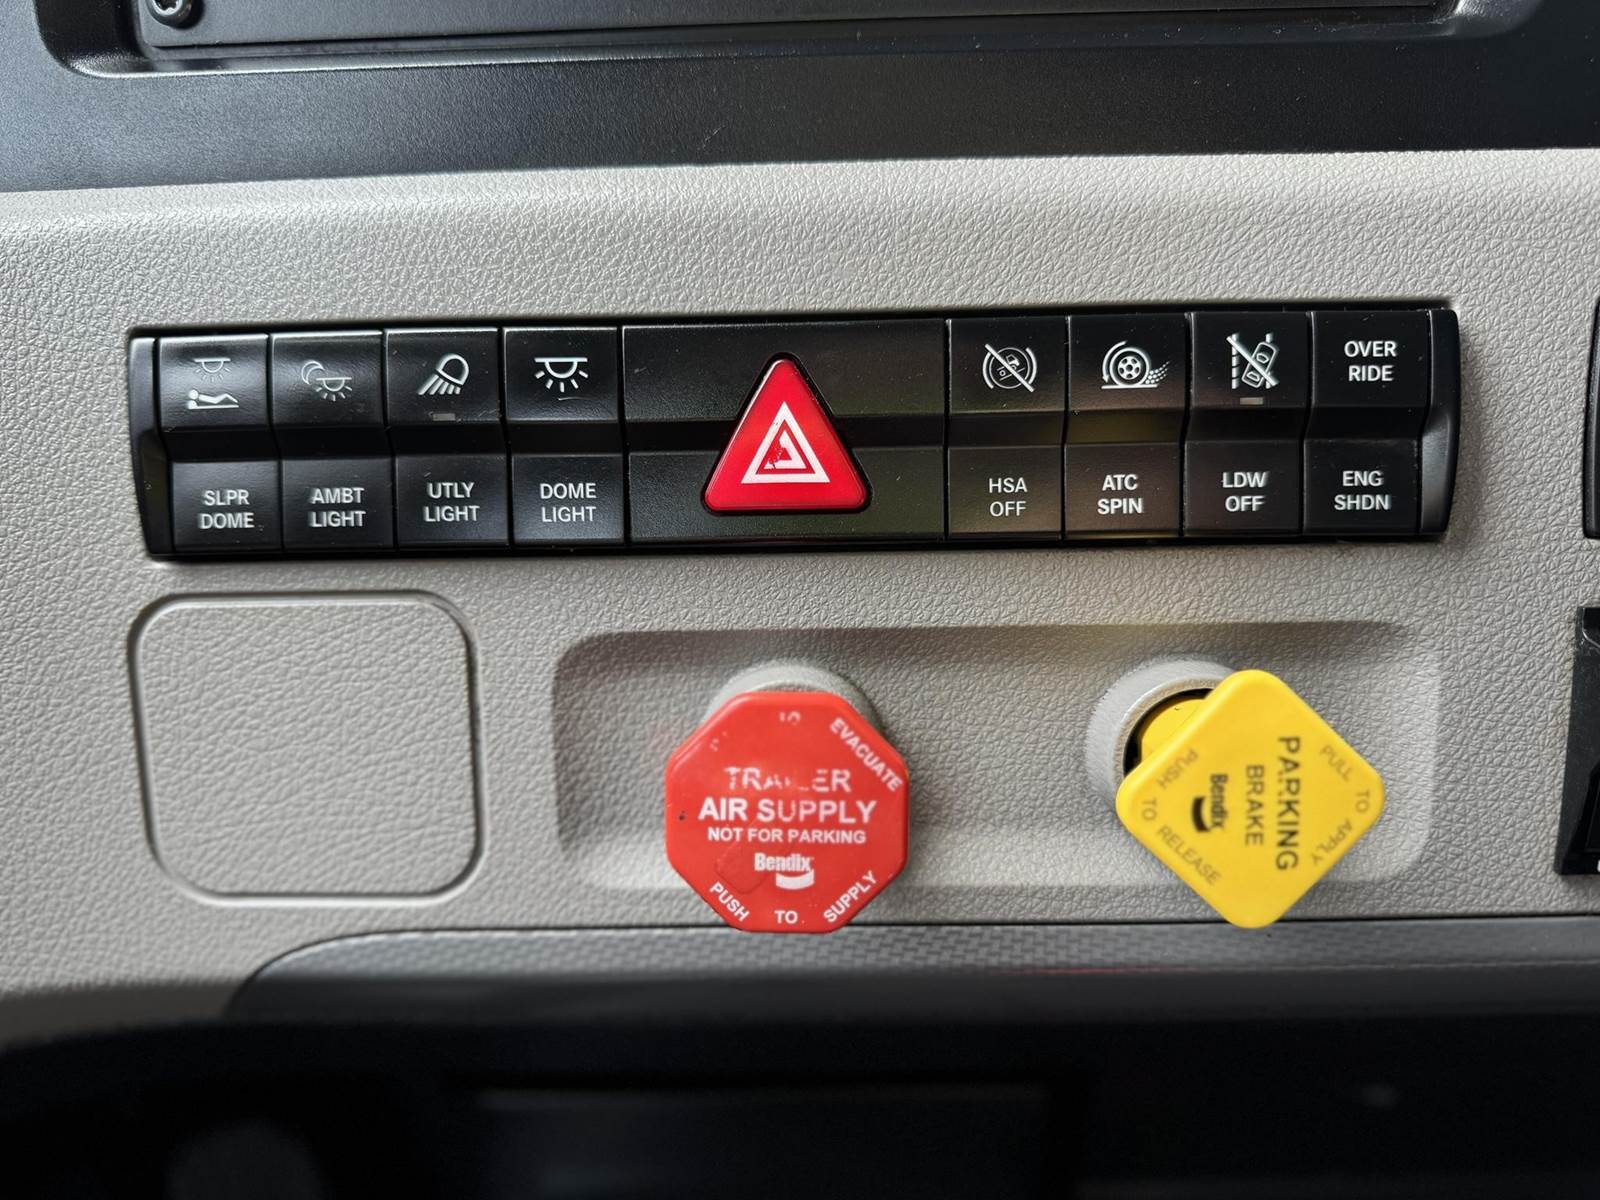 OVER
RIDE
SLPR
DOME
AMBT
LIGHT
UTLY
LIGHT
DOME
LIGHT
HSA
OFF
ATC
SPIN
LDW
OFF
ENG
SHDN
TO EVACUATE
TRAILER
AIR SUPPLY
NOT FOR PARKING
Bendix
PUSH TO SUPPLY
PULL TO APPLY
PARKING
BRAKE
Bendix
PUSH TO RELEASE